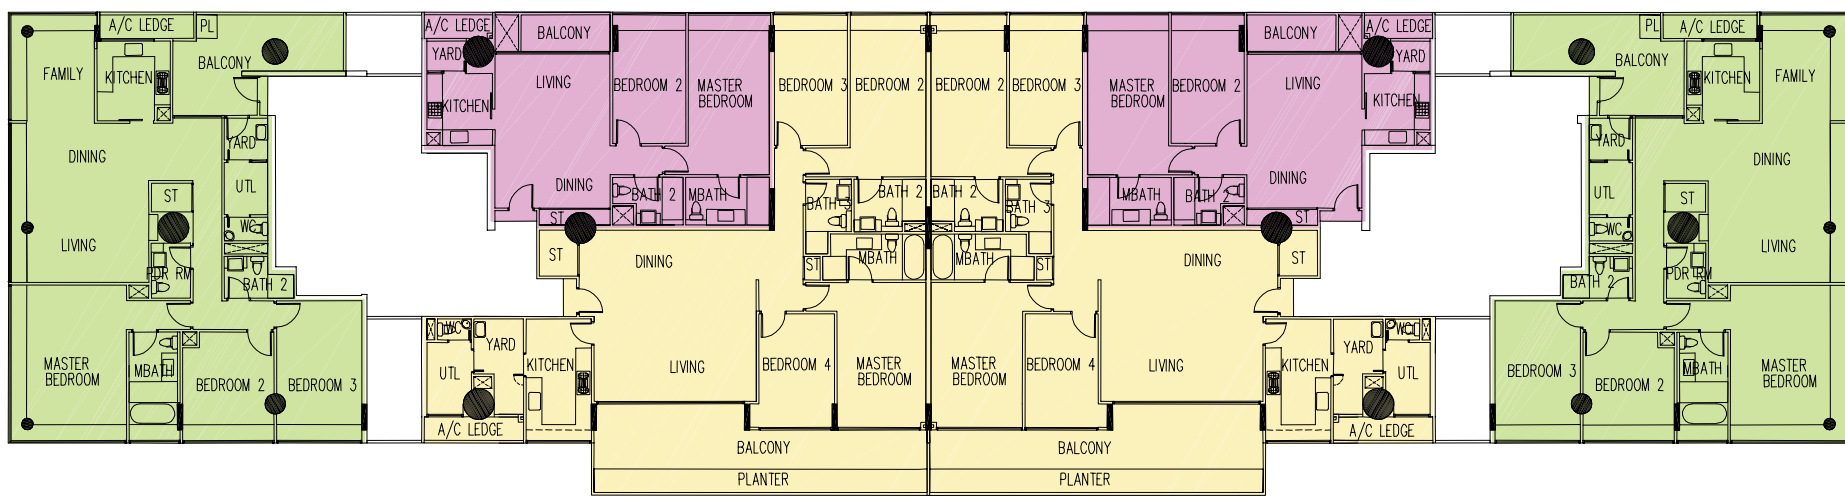 A/C LEDGE
PL
BALCONY
FAMILY
KITCHEN
DINING
YARD
UTL
ST
WC
LIVING
PDR RM
BATH 2
MASTER
BEDROOM
MBATH
BEDROOM 2
BEDROOM 3
A/C LEDGE
BALCONY
YARD
LIVING
BEDROOM 2
MASTER
BEDROOM
KITCHEN
DINING
BATH 2
MBATH
ST
BEDROOM 3
BEDROOM 2
BATH 3
BATH 2
ST
DINING
ST
MBATH
WC
YARD
KITCHEN
UTL
LIVING
BEDROOM 4
MASTER
BEDROOM
A/C LEDGE
BALCONY
PLANTER
BEDROOM 2
BEDROOM 3
BATH 2
BATH 3
MBATH
ST
DINING
ST
MASTER
BEDROOM
BEDROOM 4
LIVING
KITCHEN
YARD
WC
UTL
A/C LEDGE
BALCONY
PLANTER
BALCONY
A/C LEDGE
YARD
MASTER
BEDROOM
BEDROOM 2
LIVING
KITCHEN
DINING
MBATH
BATH 2
ST
PL
A/C LEDGE
BALCONY
KITCHEN
FAMILY
YARD
DINING
UTL
ST
WC
LIVING
BATH 2
PDR RM
BEDROOM 3
BEDROOM 2
MBATH
MASTER
BEDROOM